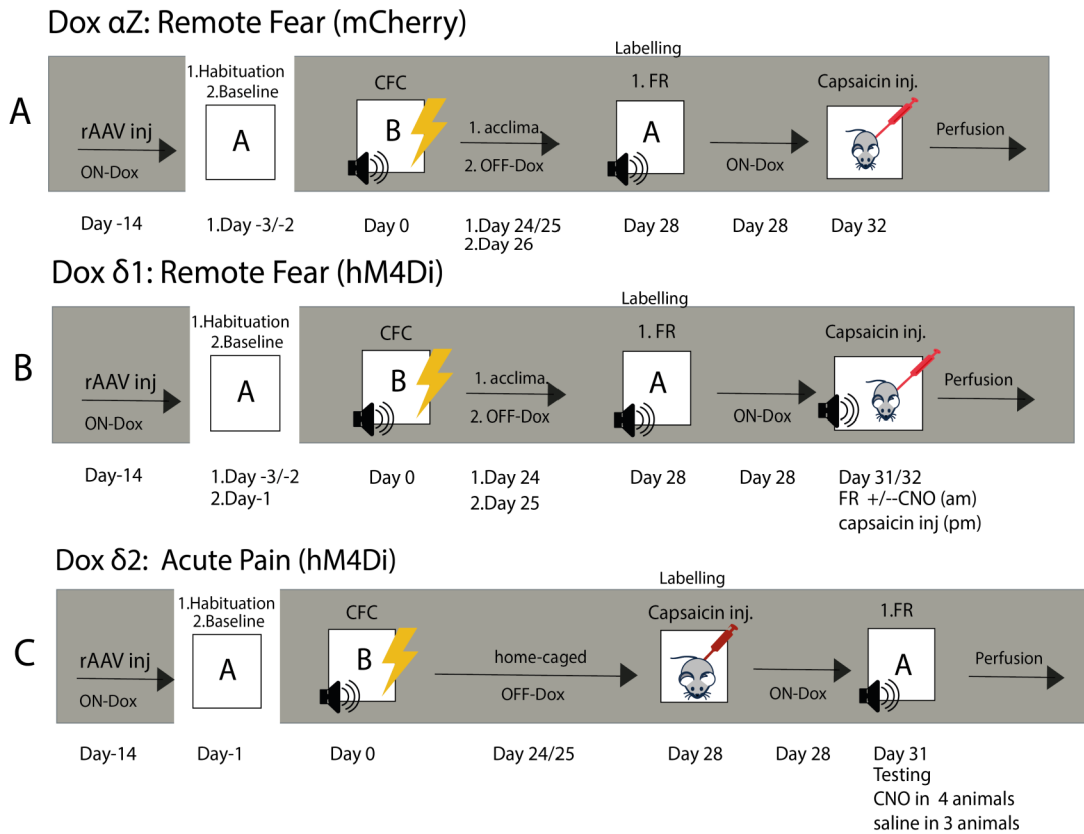 Dox αZ: Remote Fear (mCherry)
A
rAAV inj
ON-Dox
1.Habituation
2.Baseline
A
CFC
B
1. acclima.
2. OFF-Dox
Labelling
1. FR
A
ON-Dox
Capsaicin inj.
Perfusion
Day -14
1.Day -3/-2
Day 0
1.Day 24/25
2.Day 26
Day 28
Day 28
Day 32
Dox δ1: Remote Fear (hM4Di)
B
rAAV inj
ON-Dox
1.Habituation
2.Baseline
A
CFC
B
1. acclima.
2. OFF-Dox
Labelling
1. FR
A
ON-Dox
Capsaicin inj.
Perfusion
Day-14
1.Day -3/-2
2.Day-1
Day 0
1.Day 24
2.Day 25
Day 28
Day 28
Day 31/32
FR +/--CNO (am)
capsaicin inj (pm)
Dox δ2: Acute Pain (hM4Di)
C
rAAV inj
ON-Dox
1.Habituation
2.Baseline
A
CFC
B
home-caged
OFF-Dox
Labelling
Capsaicin inj.
ON-Dox
1.FR
A
Perfusion
Day-14
Day-1
Day 0
Day 24/25
Day 28
Day 28
Day 31
Testing
CNO in 4 animals
saline in 3 animals